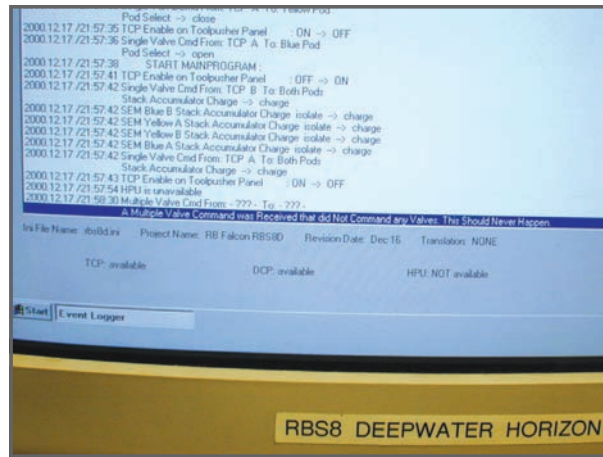 Pod Select -> close
2000.12.17 /21:57:35 TCP Enable on Toolpusher Panel : ON -> OFF
2000.12.17 /21:57:36 Single Valve Cmd From: TCP A To: Blue Pod
Pod Select -> open
2000.12.17 /21:57:38 START MAINPROGRAM :
2000.12.17 /21:57:41 TCP Enable on Toolpusher Panel : OFF -> ON
2000.12.17 /21:57:42 Single Valve Cmd From: TCP B To: Both Pods
Stack Accumulator Charge -> charge
2000.12.17 /21:57:42 SEM Blue B Stack Accumulator Charge isolate -> charge
2000.12.17 /21:57:42 SEM Yellow A Stack Accumulator Charge isolate -> charge
2000.12.17 /21:57:42 SEM Yellow B Stack Accumulator Charge isolate -> charge
2000.12.17 /21:57:42 SEM Blue A Stack Accumulator Charge isolate -> charge
2000.12.17 /21:57:42 Single Valve Cmd From: TCP A To: Both Pods
Stack Accumulator Charge -> charge
2000.12.17 /21:57:43 TCP Enable on Toolpusher Panel : ON -> OFF
2000.12.17 /21:57:54 HPU is unavailable
2000.12.17 /21:58:30 Multiple Valve Cmd From: - ??? - To: - ??? -
A Multiple Valve Command was Received that did Not Command any Valves. This Should Never Happen
Ini File Name: rbs8d.ini Project Name: RB Falcon RBS8D Revision Date: Dec 16 Translation: NONE
TCP: available DCP: available HPU: NOT available
Start Event Logger
RBS8 DEEPWATER HORIZON